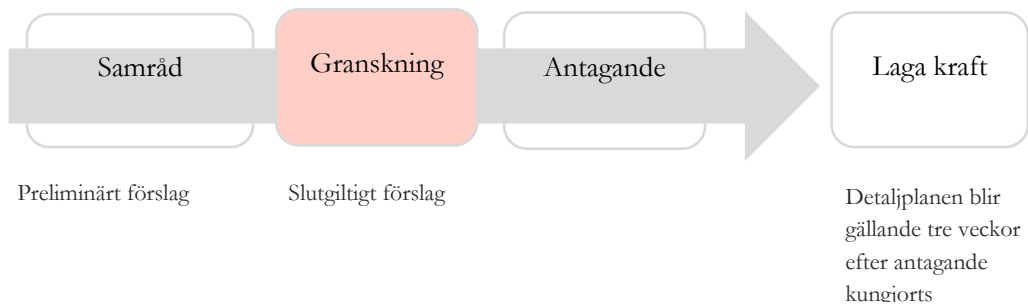 Samråd
Granskning
Antagande
Laga kraft
Preliminärt förslag
Slutgiltigt förslag
Detaljplanen blir
gällande tre veckor
efter antagande
kungjorts